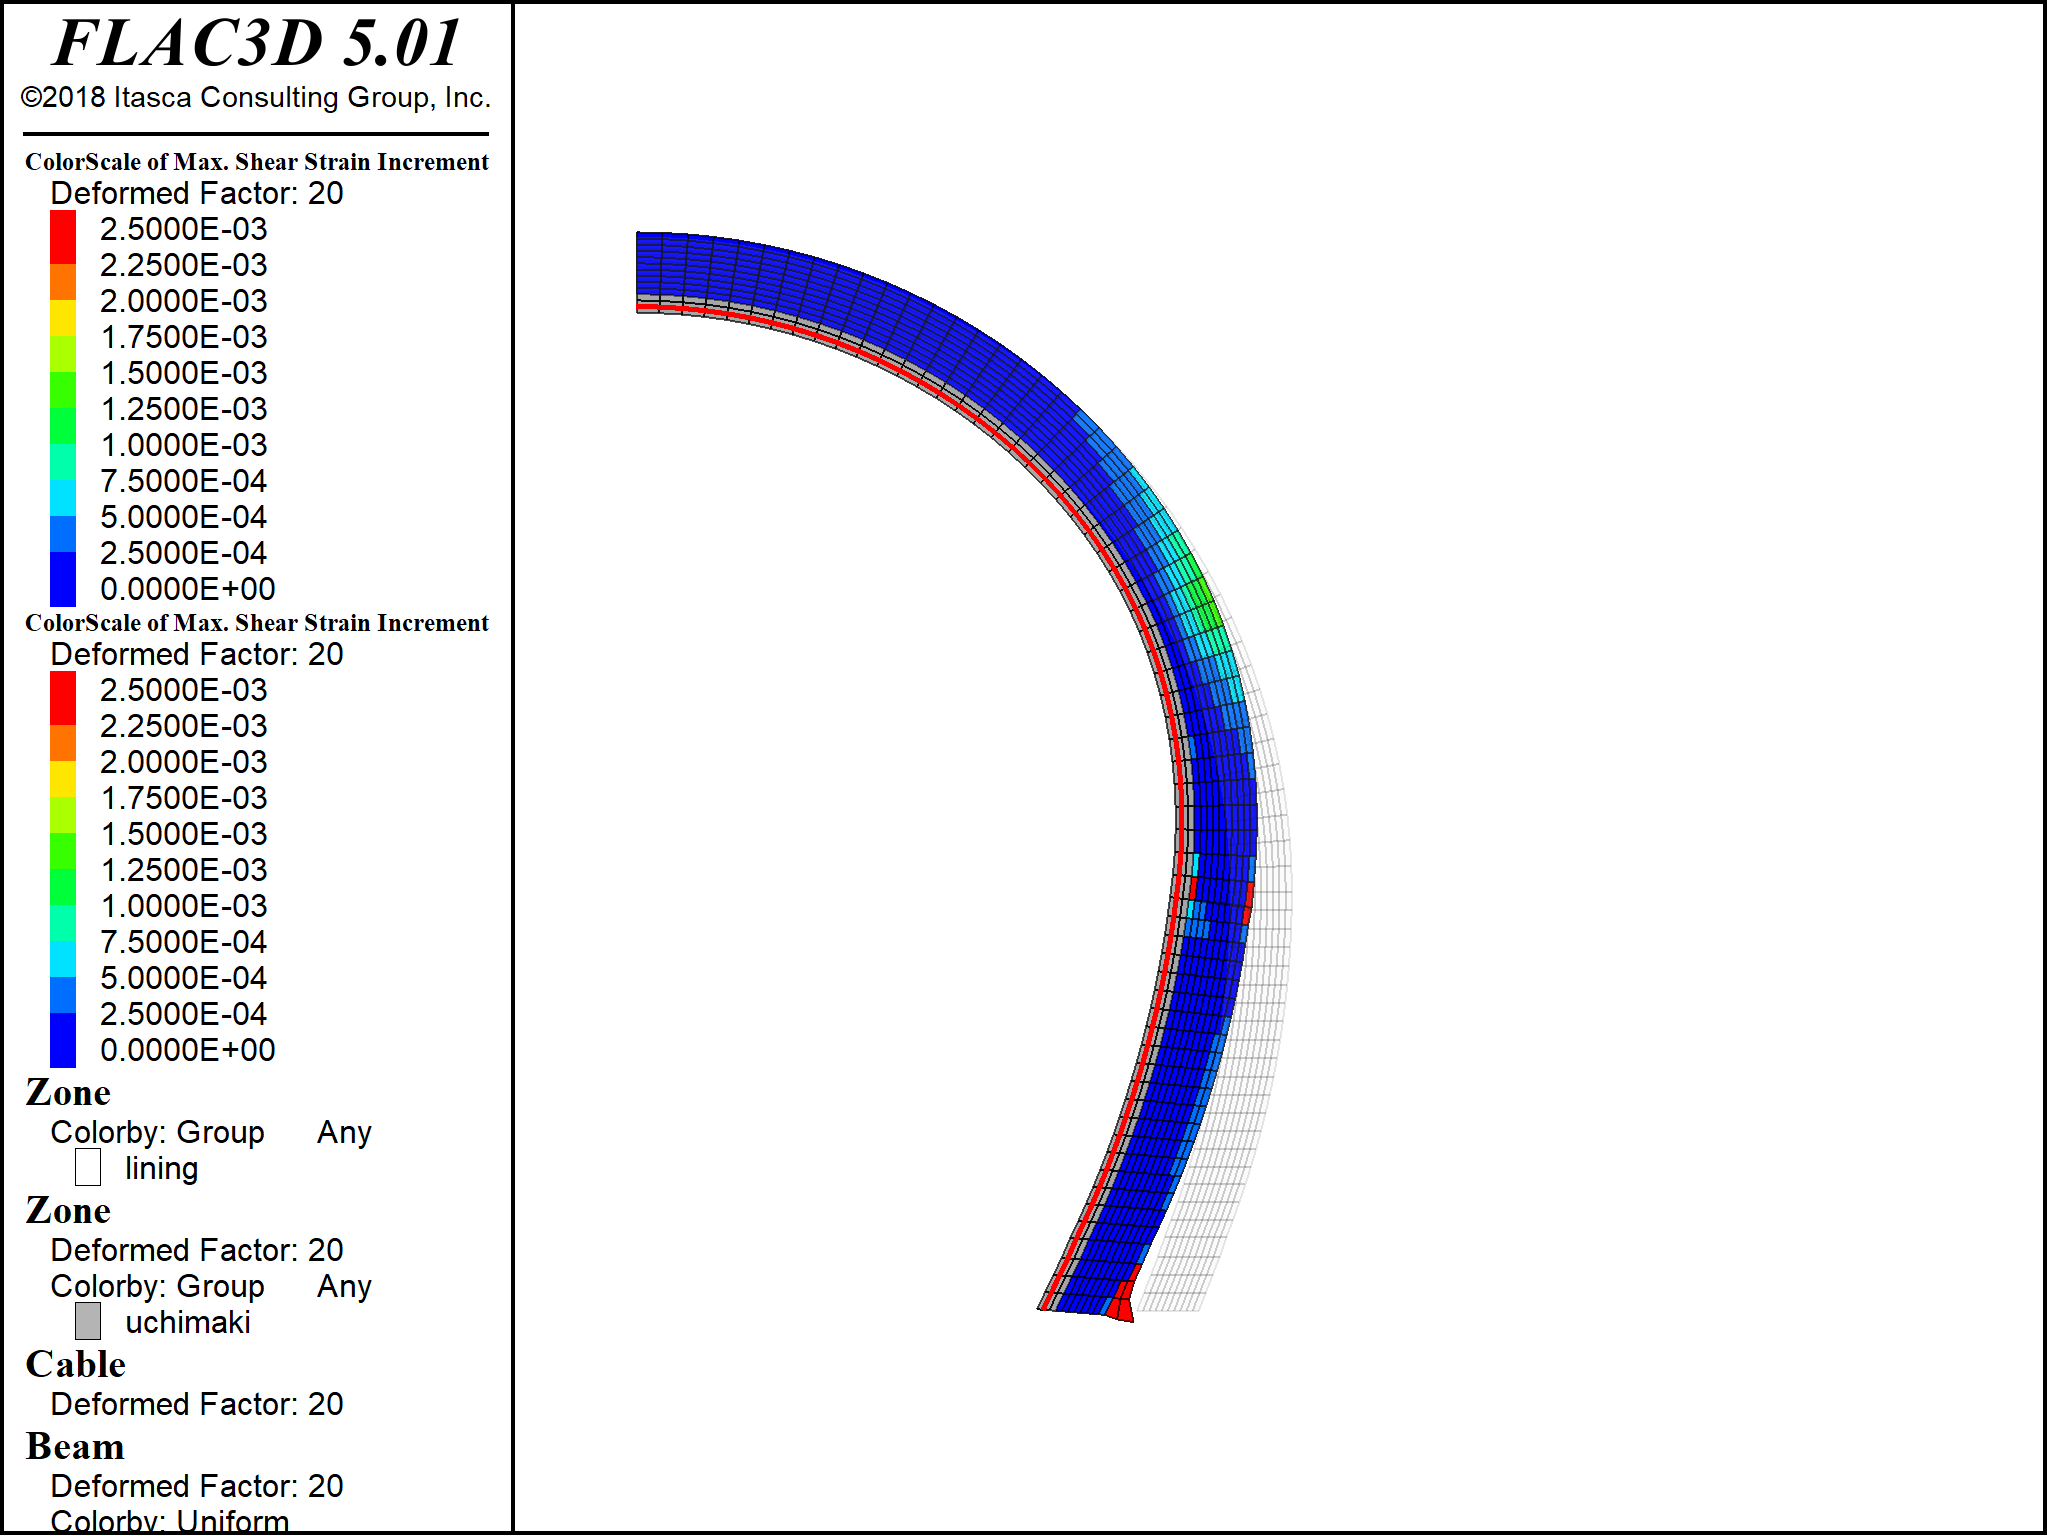 FLAC3D 5.01
©2018 Itasca Consulting Group, Inc.
ColorScale of Max. Shear Strain Increment
Deformed Factor: 20
2.5000E-03
2.2500E-03
2.0000E-03
1.7500E-03
1.5000E-03
1.2500E-03
1.0000E-03
7.5000E-04
5.0000E-04
2.5000E-04
0.0000E+00
ColorScale of Max. Shear Strain Increment
Deformed Factor: 20
2.5000E-03
2.2500E-03
2.0000E-03
1.7500E-03
1.5000E-03
1.2500E-03
1.0000E-03
7.5000E-04
5.0000E-04
2.5000E-04
0.0000E+00
Zone
Colorby: Group Any
lining
Zone
Deformed Factor: 20
Colorby: Group Any
uchimaki
Cable
Deformed Factor: 20
Beam
Deformed Factor: 20
Colorby: Uniform